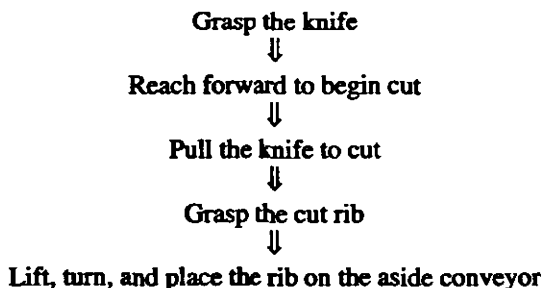 Grasp the knife
⇓
Reach forward to begin cut
⇓
Pull the knife to cut
⇓
Grasp the cut rib
⇓
Lift, turn, and place the rib on the aside conveyor